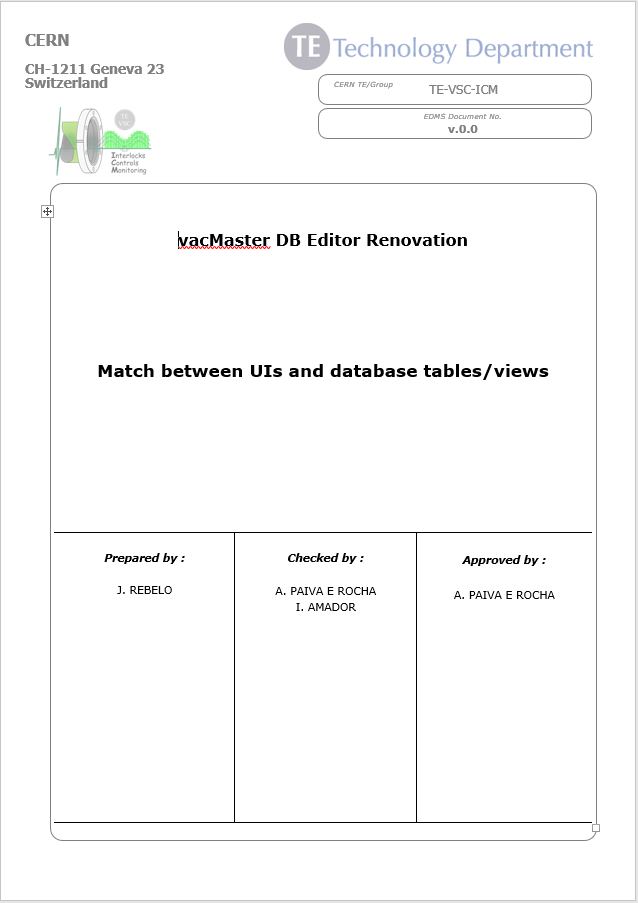 CERN
CH-1211 Geneva 23
Switzerland
TE Technology Department
CERN TE/Group TE-VSC-ICM
EDMS Document No.
v.0.0
TE
VSC
Interlocks
Controls
Monitoring
vacMaster DB Editor Renovation
Match between UIs and database tables/views
Prepared by :
J. REBELO
Checked by :
A. PAIVA E ROCHA
I. AMADOR
Approved by :
A. PAIVA E ROCHA